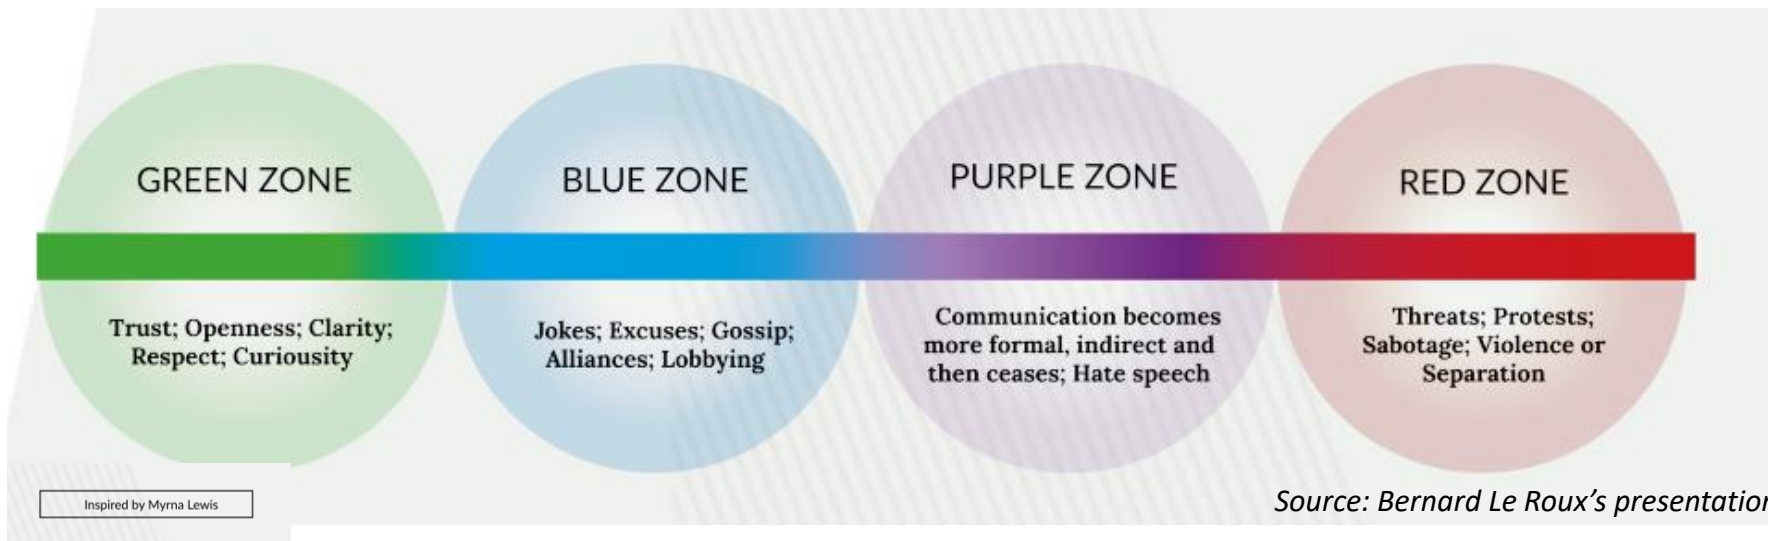 GREEN ZONE
Trust; Openness; Clarity;
Respect; Curiousity
BLUE ZONE
Jokes; Excuses; Gossip;
Alliances; Lobbying
PURPLE ZONE
Communication becomes
more formal, indirect and
then ceases; Hate speech
RED ZONE
Threats; Protests;
Sabotage; Violence or
Separation
Inspired by Myrna Lewis
Source: Bernard Le Roux’s presentation